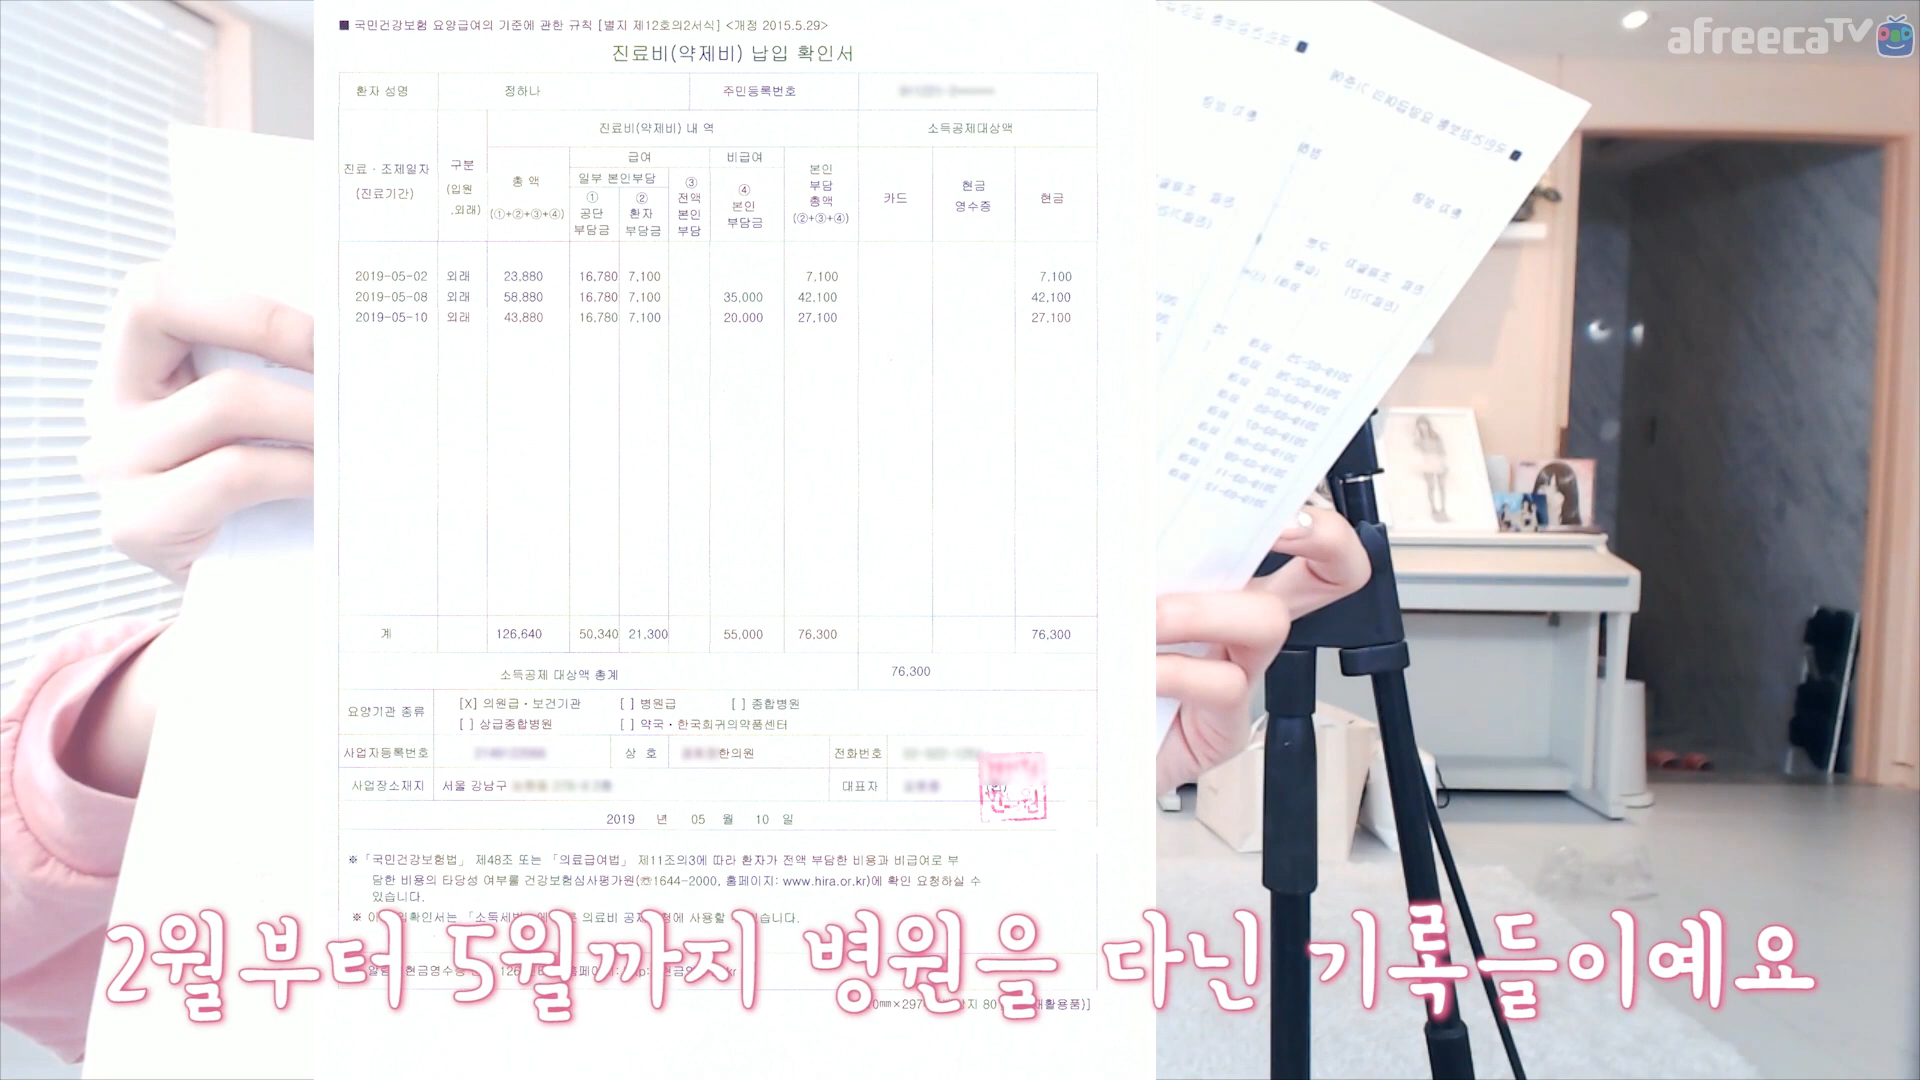 afreecaTV
■ 국민건강보험 요양급여의 기준에 관한 규칙 [별지 제12호의2서식] <개정 2015.5.29>
진료비(약제비) 납입 확인서
환자 성명 정하나 주민등록번호
진료비(약제비) 내 역 소득공제대상액
진료·조제일자
(진료기간)
구분
(입원
.외래)
총 액
(①+②+③+④)
급여
일부 본인부담
①
공단
부담금
②
환자
부담금
③
전액
본인
부담
비급여
④
본인
부담금
본인
부담
총액
(②+③+④)
카드
현금
영수증
현금
2019-05-02 외래 23,880 16,780 7,100 7,100 7,100
2019-05-08 외래 58,880 16,780 7,100 35,000 42,100 42,100
2019-05-10 외래 43,880 16,780 7,100 20,000 27,100 27,100
계 126,640 50,340 21,300 55,000 76,300 76,300
소득공제 대상액 총계 76,300
요양기관 종류 [X] 의원급·보건기관 [ ] 병원급 [ ] 종합병원
[ ] 상급종합병원 [ ] 약국·한국희귀의약품센터
사업자등록번호 상 호 한의원 전화번호
사업장소재지 서울 강남구 대표자
2019 년 05 월 10 일
※「국민건강보험법」 제48조 또는 「의료급여법」 제11조의3에 따라 환자가 전액 부담한 비용과 비급여로 부
담한 비용의 타당성 여부를 건강보험심사평가원(☏1644-2000, 홈페이지: www.hira.or.kr)에 확인 요청하실 수
있습니다.
2월부터 5월까지 병원을 다닌 기록들이예요